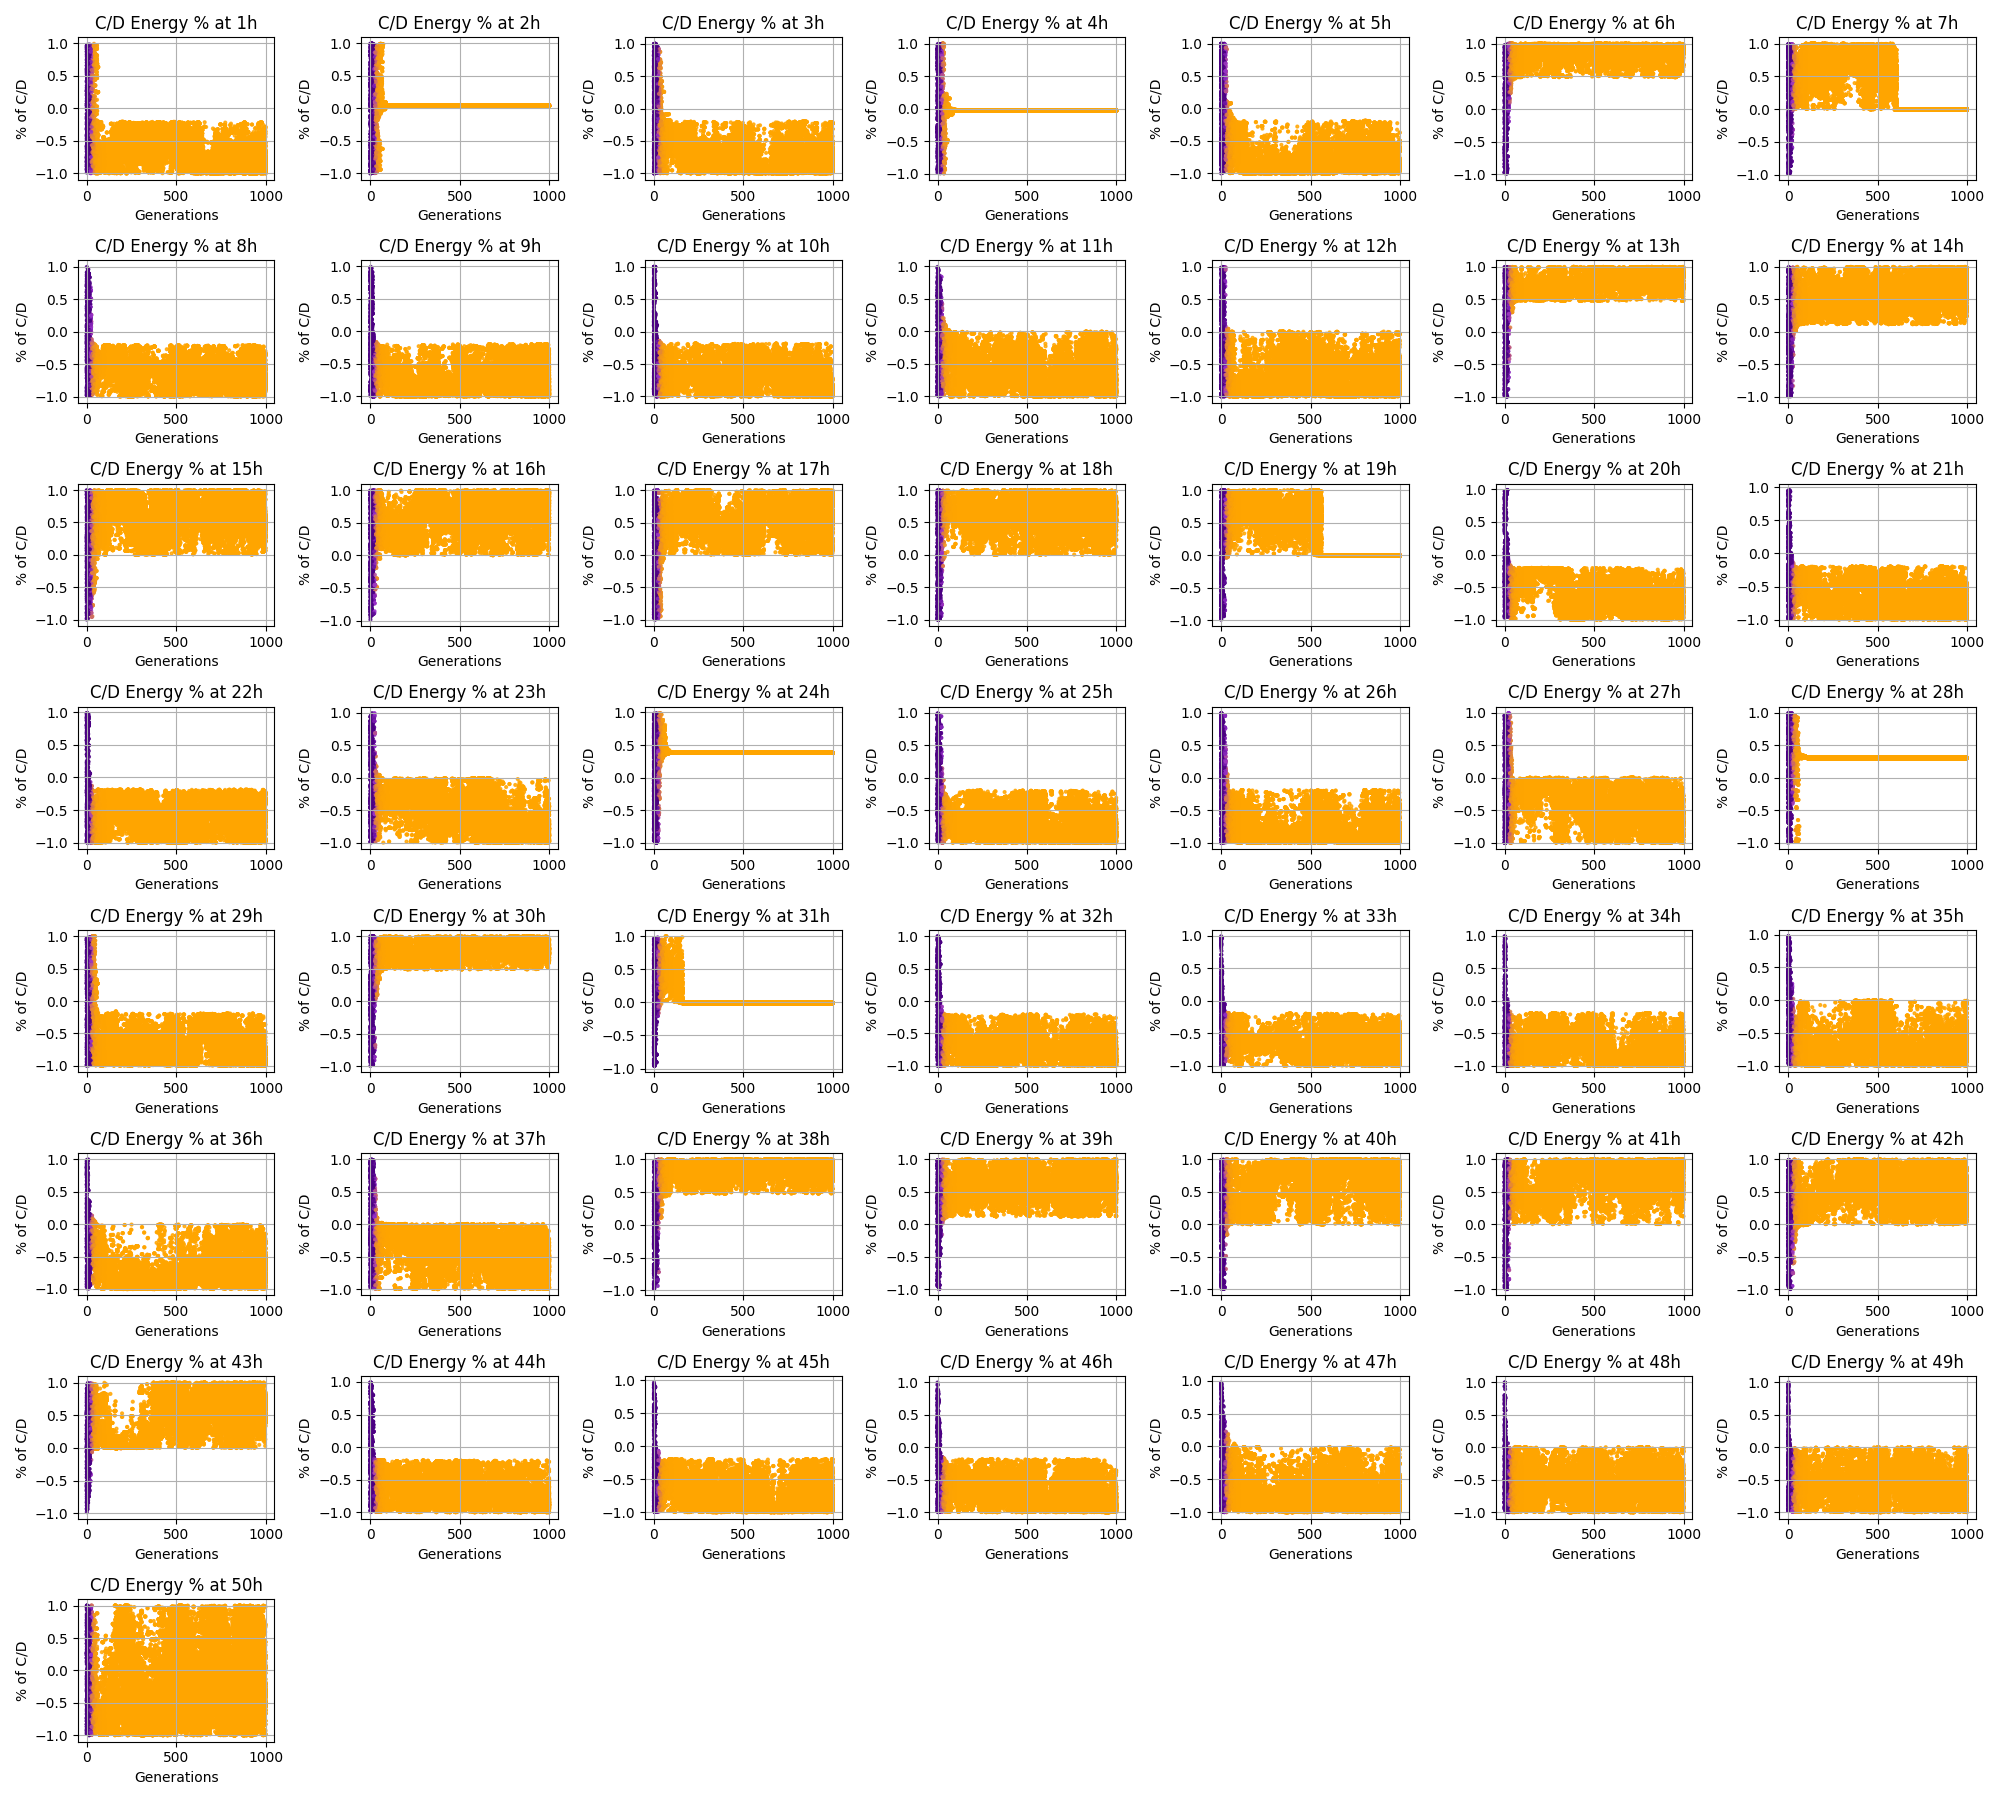 C/D Energy % at 1h C/D Energy % at 2h C/D Energy % at 3h C/D Energy % at 4h C/D Energy % at 5h C/D Energy % at 6h C/D Energy % at 7h
1.0 1.0 1.0 1.0 1.0 1.0 1.0
0.5 0.5 0.5 0.5 0.5 0.5 0.5
% of C/D % of C/D % of C/D % of C/D % of C/D % of C/D % of C/D
0.0 0.0 0.0 0.0 0.0 0.0 0.0
−0.5 −0.5 −0.5 −0.5 −0.5 −0.5 −0.5
−1.0 −1.0 −1.0 −1.0 −1.0 −1.0 −1.0
0 500 1000 0 500 1000 0 500 1000 0 500 1000 0 500 1000 0 500 1000 0 500 1000
Generations Generations Generations Generations Generations Generations Generations
C/D Energy % at 8h C/D Energy % at 9h C/D Energy % at 10h C/D Energy % at 11h C/D Energy % at 12h C/D Energy % at 13h C/D Energy % at 14h
1.0 1.0 1.0 1.0 1.0 1.0 1.0
0.5 0.5 0.5 0.5 0.5 0.5 0.5
% of C/D % of C/D % of C/D % of C/D % of C/D % of C/D % of C/D
0.0 0.0 0.0 0.0 0.0 0.0 0.0
−0.5 −0.5 −0.5 −0.5 −0.5 −0.5 −0.5
−1.0 −1.0 −1.0 −1.0 −1.0 −1.0 −1.0
0 500 1000 0 500 1000 0 500 1000 0 500 1000 0 500 1000 0 500 1000 0 500 1000
Generations Generations Generations Generations Generations Generations Generations
C/D Energy % at 15h C/D Energy % at 16h C/D Energy % at 17h C/D Energy % at 18h C/D Energy % at 19h C/D Energy % at 20h C/D Energy % at 21h
1.0 1.0 1.0 1.0 1.0 1.0 1.0
0.5 0.5 0.5 0.5 0.5 0.5 0.5
% of C/D % of C/D % of C/D % of C/D % of C/D % of C/D % of C/D
0.0 0.0 0.0 0.0 0.0 0.0 0.0
−0.5 −0.5 −0.5 −0.5 −0.5 −0.5 −0.5
−1.0 −1.0 −1.0 −1.0 −1.0 −1.0 −1.0
0 500 1000 0 500 1000 0 500 1000 0 500 1000 0 500 1000 0 500 1000 0 500 1000
Generations Generations Generations Generations Generations Generations Generations
C/D Energy % at 22h C/D Energy % at 23h C/D Energy % at 24h C/D Energy % at 25h C/D Energy % at 26h C/D Energy % at 27h C/D Energy % at 28h
1.0 1.0 1.0 1.0 1.0 1.0 1.0
0.5 0.5 0.5 0.5 0.5 0.5 0.5
% of C/D % of C/D % of C/D % of C/D % of C/D % of C/D % of C/D
0.0 0.0 0.0 0.0 0.0 0.0 0.0
−0.5 −0.5 −0.5 −0.5 −0.5 −0.5 −0.5
−1.0 −1.0 −1.0 −1.0 −1.0 −1.0 −1.0
0 500 1000 0 500 1000 0 500 1000 0 500 1000 0 500 1000 0 500 1000 0 500 1000
Generations Generations Generations Generations Generations Generations Generations
C/D Energy % at 29h C/D Energy % at 30h C/D Energy % at 31h C/D Energy % at 32h C/D Energy % at 33h C/D Energy % at 34h C/D Energy % at 35h
1.0 1.0 1.0 1.0 1.0 1.0 1.0
0.5 0.5 0.5 0.5 0.5 0.5 0.5
% of C/D % of C/D % of C/D % of C/D % of C/D % of C/D % of C/D
0.0 0.0 0.0 0.0 0.0 0.0 0.0
−0.5 −0.5 −0.5 −0.5 −0.5 −0.5 −0.5
−1.0 −1.0 −1.0 −1.0 −1.0 −1.0 −1.0
0 500 1000 0 500 1000 0 500 1000 0 500 1000 0 500 1000 0 500 1000 0 500 1000
Generations Generations Generations Generations Generations Generations Generations
C/D Energy % at 36h C/D Energy % at 37h C/D Energy % at 38h C/D Energy % at 39h C/D Energy % at 40h C/D Energy % at 41h C/D Energy % at 42h
1.0 1.0 1.0 1.0 1.0 1.0 1.0
0.5 0.5 0.5 0.5 0.5 0.5 0.5
% of C/D % of C/D % of C/D % of C/D % of C/D % of C/D % of C/D
0.0 0.0 0.0 0.0 0.0 0.0 0.0
−0.5 −0.5 −0.5 −0.5 −0.5 −0.5 −0.5
−1.0 −1.0 −1.0 −1.0 −1.0 −1.0 −1.0
0 500 1000 0 500 1000 0 500 1000 0 500 1000 0 500 1000 0 500 1000 0 500 1000
Generations Generations Generations Generations Generations Generations Generations
C/D Energy % at 43h C/D Energy % at 44h C/D Energy % at 45h C/D Energy % at 46h C/D Energy % at 47h C/D Energy % at 48h C/D Energy % at 49h
1.0 1.0 1.0 1.0 1.0 1.0 1.0
0.5 0.5 0.5 0.5 0.5 0.5 0.5
% of C/D % of C/D % of C/D % of C/D % of C/D % of C/D % of C/D
0.0 0.0 0.0 0.0 0.0 0.0 0.0
−0.5 −0.5 −0.5 −0.5 −0.5 −0.5 −0.5
−1.0 −1.0 −1.0 −1.0 −1.0 −1.0 −1.0
0 500 1000 0 500 1000 0 500 1000 0 500 1000 0 500 1000 0 500 1000 0 500 1000
Generations Generations Generations Generations Generations Generations Generations
C/D Energy % at 50h
1.0
0.5
% of C/D
0.0
−0.5
−1.0
0 500 1000
Generations